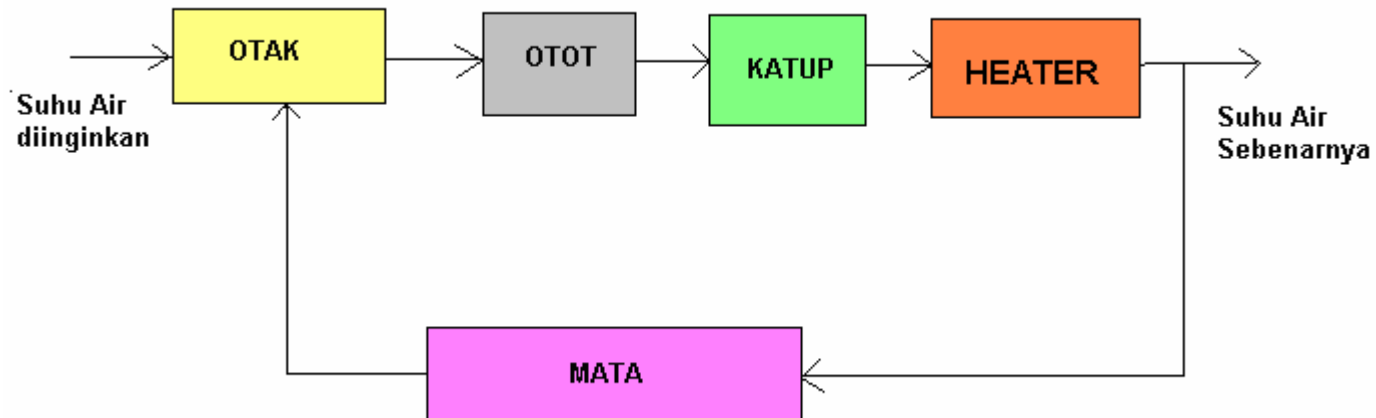 OTAK
OTOT
KATUP
HEATER
Suhu Air
diinginkan
Suhu Air
Sebenarnya
MATA